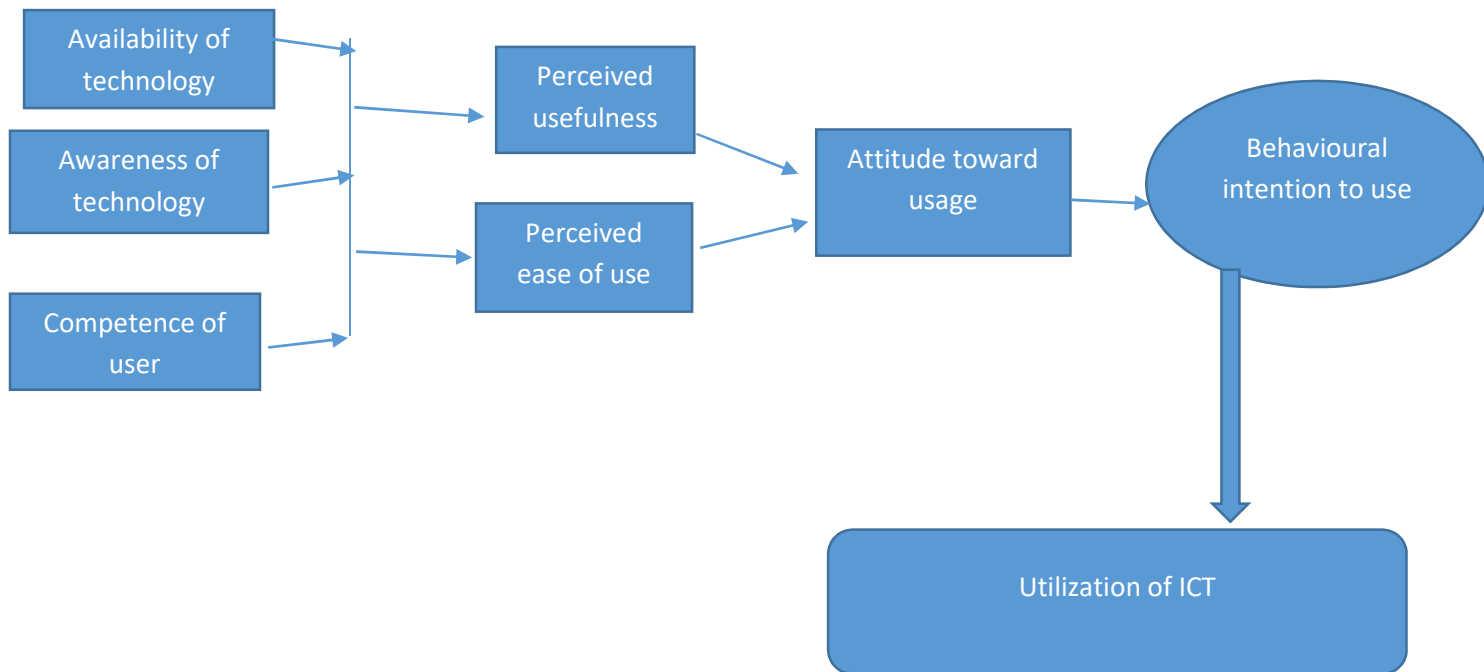 Availability of
technology
Awareness of
technology
Competence of
user
Perceived
usefulness
Perceived
ease of use
Attitude toward
usage
Behavioural
intention to use
Utilization of ICT